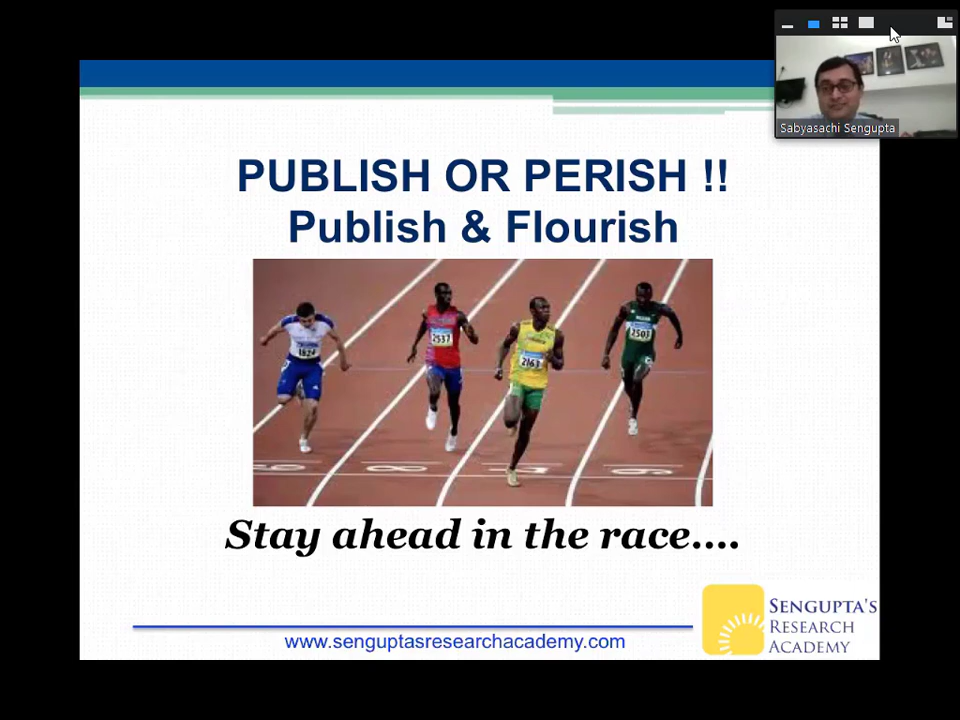 Sabyasachi Sengupta
PUBLISH OR PERISH !!
Publish & Flourish
1824
2537
2163
2503
Stay ahead in the race....
SENGUPTA'S
RESEARCH
ACADEMY
www.senguptasresearchacademy.com